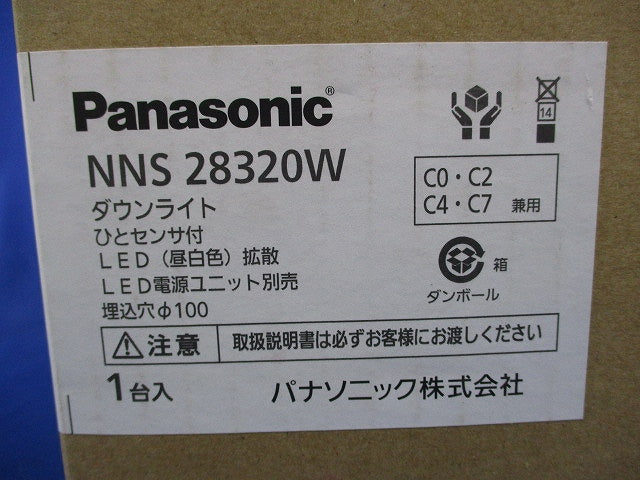 Panasonic®
NNS 28320W
ダウンライト
ひとセンサ付
LED（昼白色）拡散
LED電源ユニット別売
埋込穴φ100
14
C0・C2
C4・C7 兼用
箱
ダンボール
注意
取扱説明書は必ずお客様にお渡しください
1台入
パナソニック株式会社